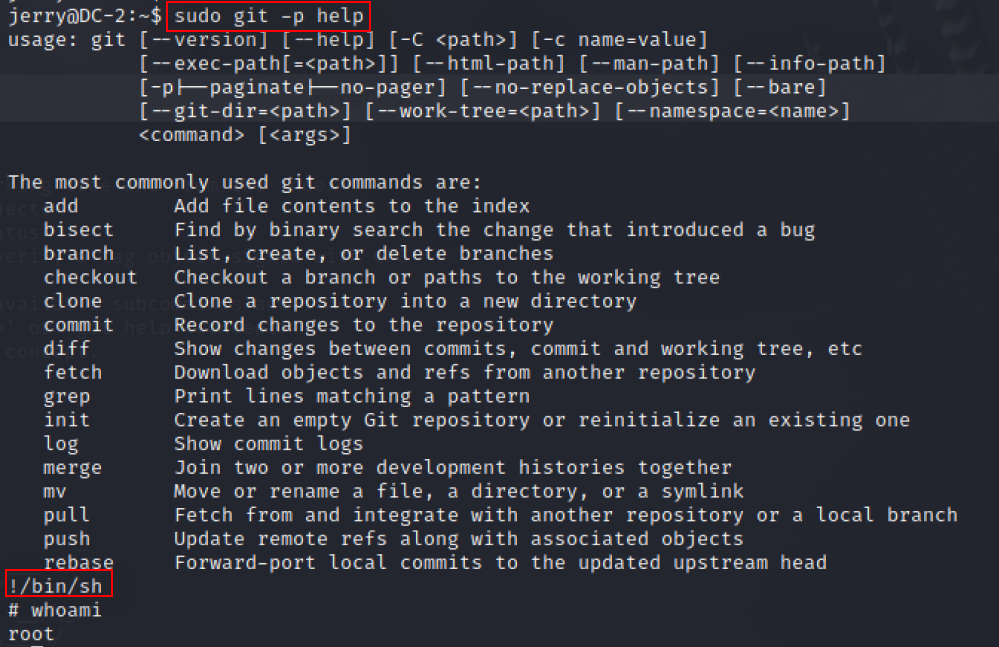 jerry@DC-2:~$ sudo git -p help
usage: git [--version] [--help] [-C <path>] [-c name=value]
[--exec-path[=<path>]] [--html-path] [--man-path] [--info-path]
[-p|--paginate|--no-pager] [--no-replace-objects] [--bare]
[--git-dir=<path>] [--work-tree=<path>] [--namespace=<name>]
<command> [<args>]
The most commonly used git commands are:
add Add file contents to the index
bisect Find by binary search the change that introduced a bug
branch List, create, or delete branches
checkout Checkout a branch or paths to the working tree
clone Clone a repository into a new directory
commit Record changes to the repository
diff Show changes between commits, commit and working tree, etc
fetch Download objects and refs from another repository
grep Print lines matching a pattern
init Create an empty Git repository or reinitialize an existing one
log Show commit logs
merge Join two or more development histories together
mv Move or rename a file, a directory, or a symlink
pull Fetch from and integrate with another repository or a local branch
push Update remote refs along with associated objects
rebase Forward-port local commits to the updated upstream head
!/bin/sh
# whoami
root